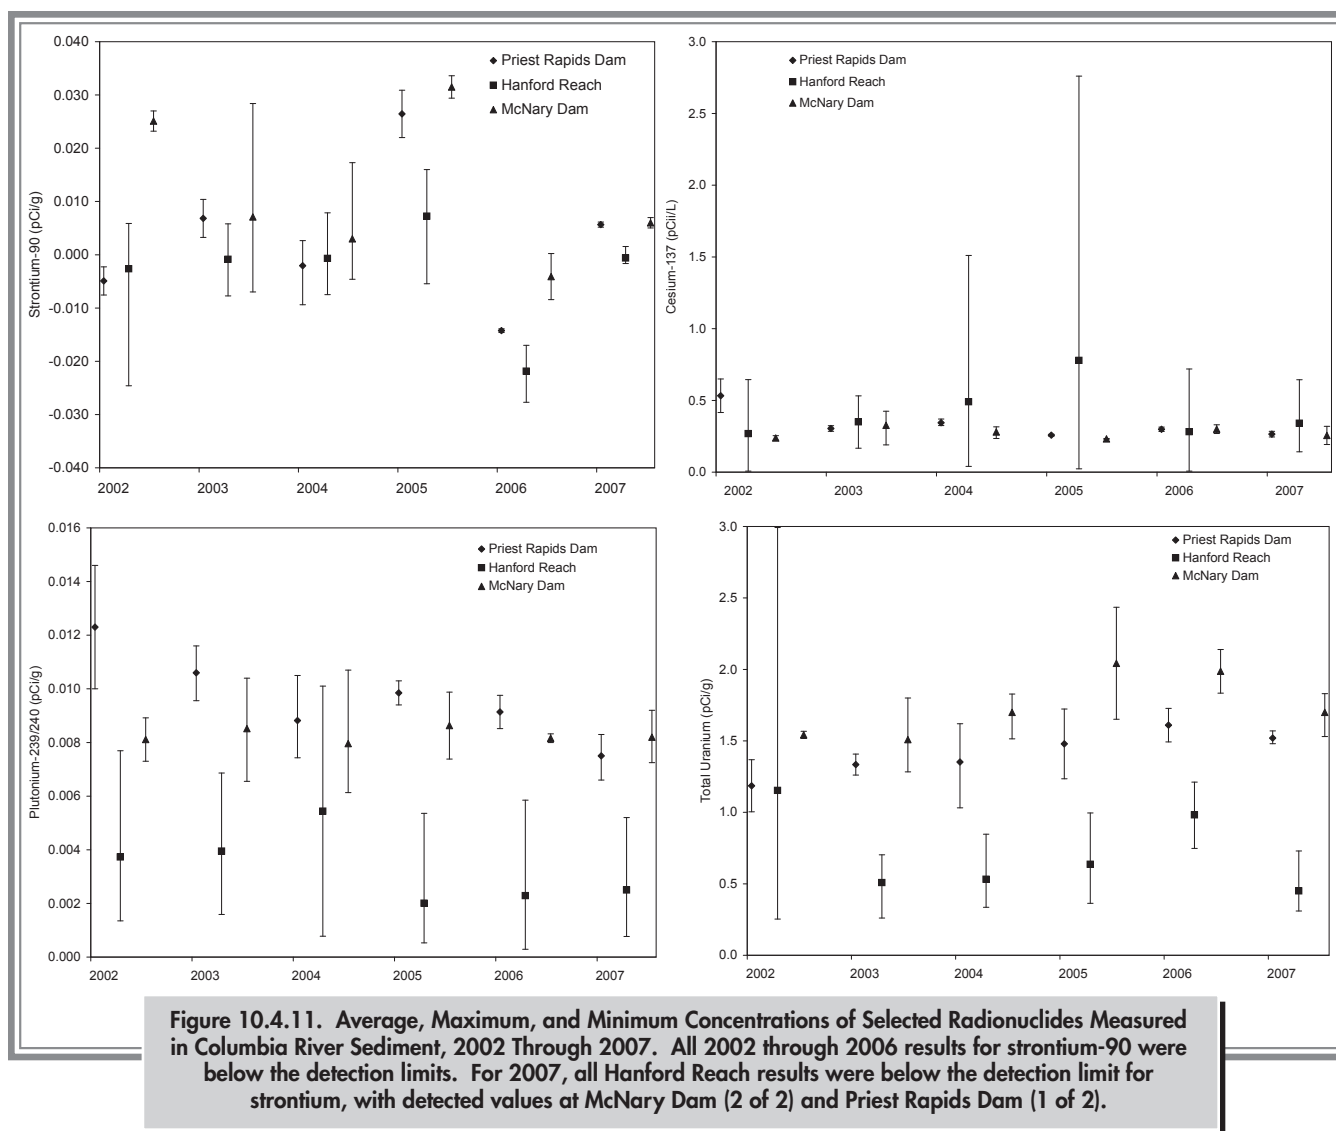 0.040
0.030
0.020
0.010
0.000
-0.010
-0.020
-0.030
-0.040
Strontium-90 (pCi/g)
Priest Rapids Dam
Hanford Reach
McNary Dam
2002 2003 2004 2005 2006 2007
3.0
2.5
2.0
1.5
1.0
0.5
0.0
Cesium-137 (pCii/L)
Priest Rapids Dam
Hanford Reach
McNary Dam
2002 2003 2004 2005 2006 2007
0.016
0.014
0.012
0.010
0.008
0.006
0.004
0.002
0.000
Plutonium-239/240 (pCi/g)
Priest Rapids Dam
Hanford Reach
McNary Dam
2002 2003 2004 2005 2006 2007
3.0
2.5
2.0
1.5
1.0
0.5
0.0
Total Uranium (pCi/g)
Priest Rapids Dam
Hanford Reach
McNary Dam
2002 2003 2004 2005 2006 2007
Figure 10.4.11. Average, Maximum, and Minimum Concentrations of Selected Radionuclides Measured
in Columbia River Sediment, 2002 Through 2007. All 2002 through 2006 results for strontium-90 were
below the detection limits. For 2007, all Hanford Reach results were below the detection limit for
strontium, with detected values at McNary Dam (2 of 2) and Priest Rapids Dam (1 of 2).